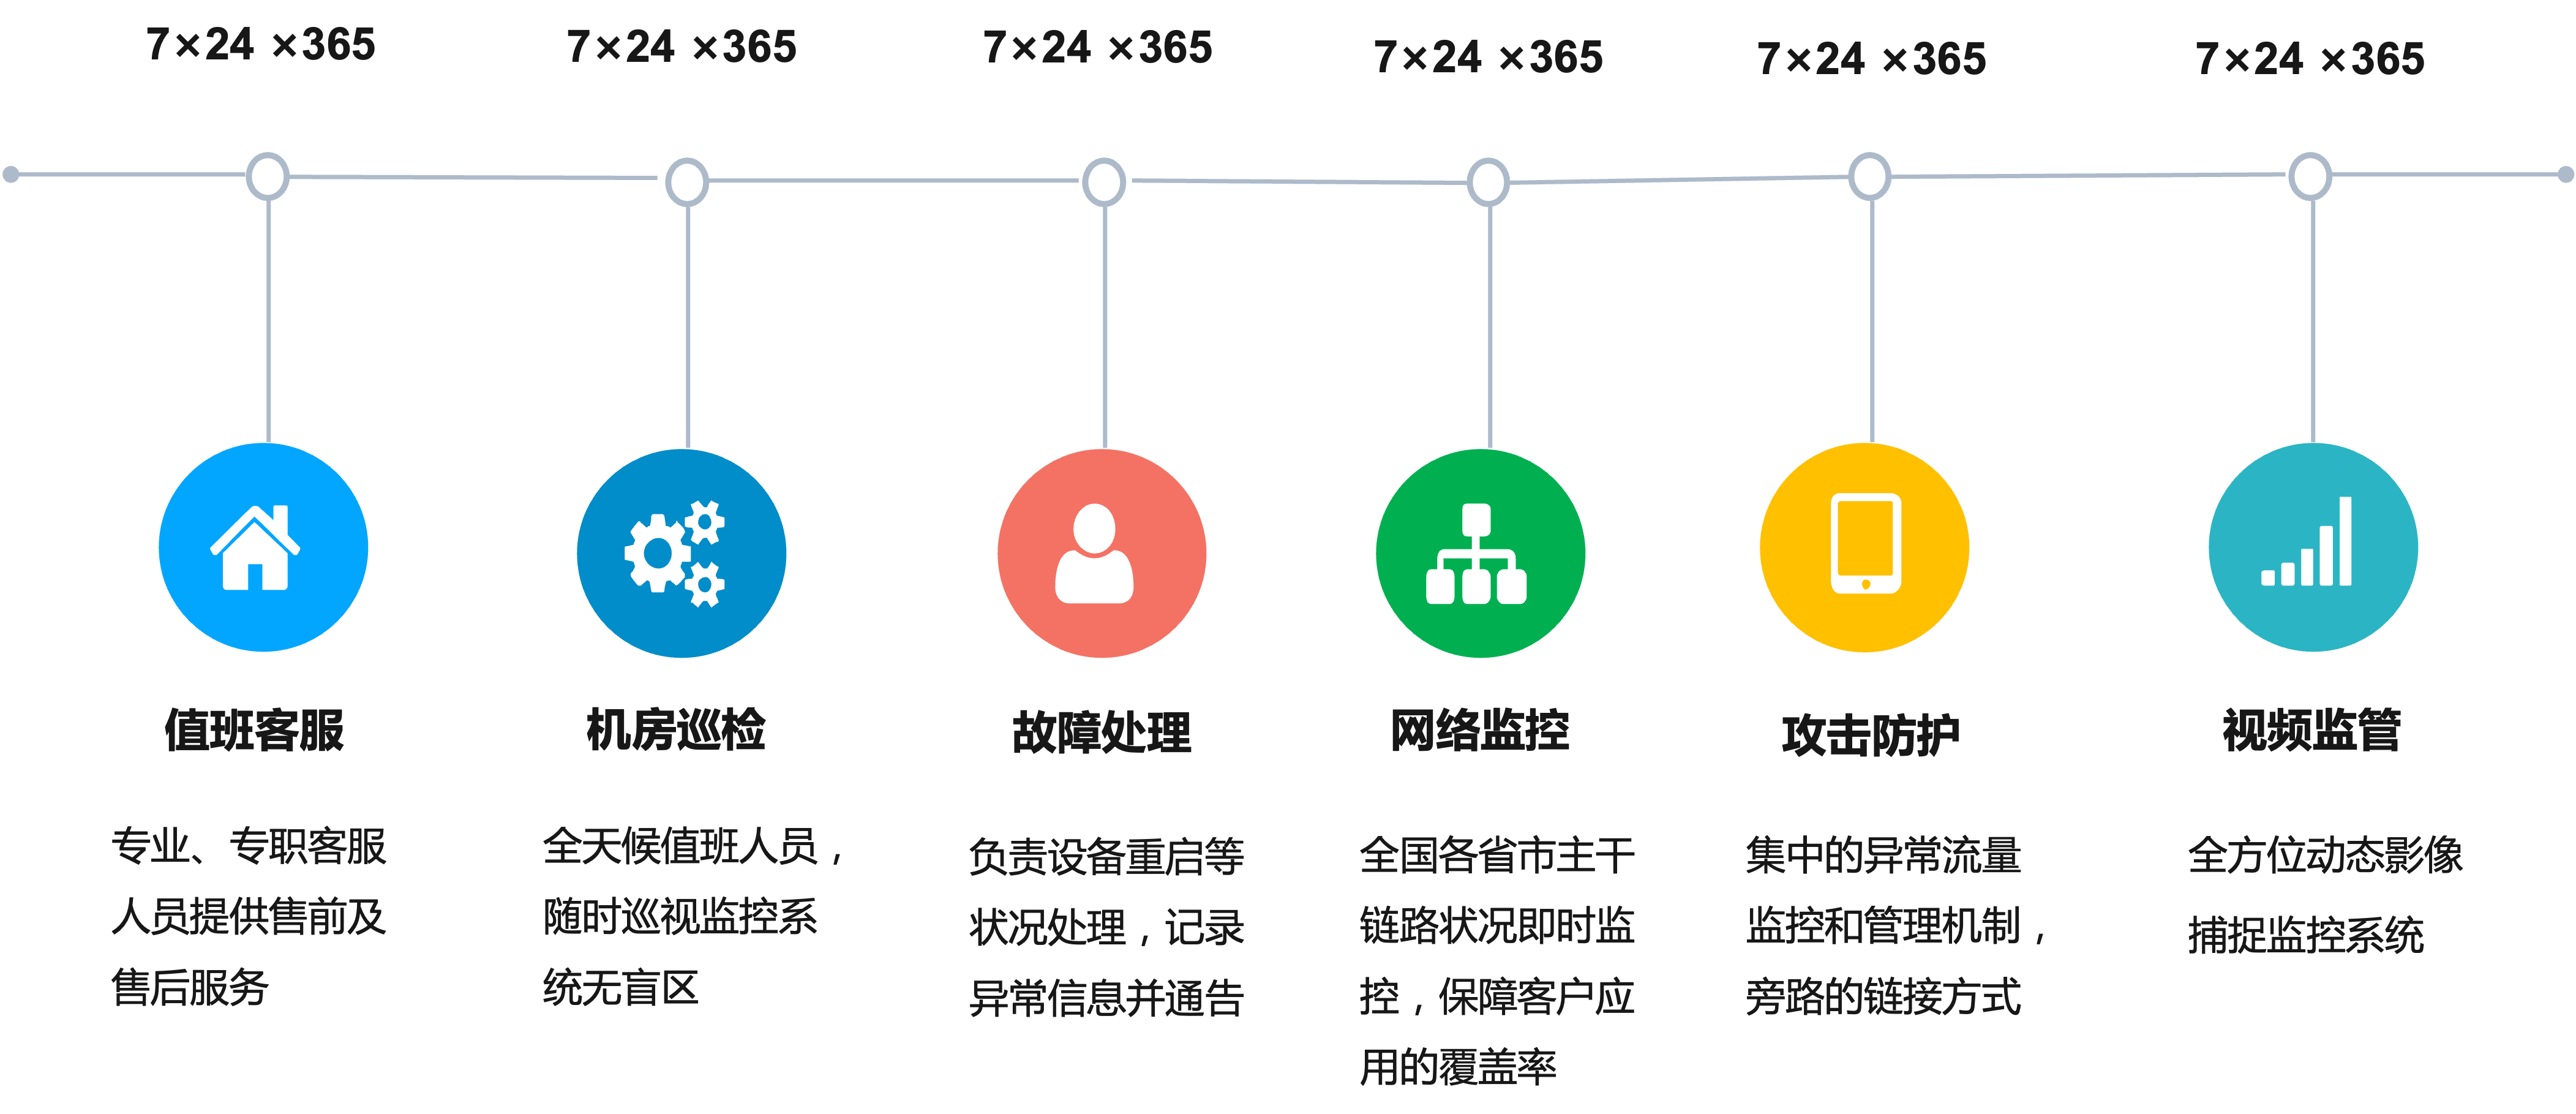 7×24 ×365
7×24 ×365
7×24 ×365
7×24 ×365
7×24 ×365
7×24 ×365
值班客服
专业、专职客服
人员提供售前及
售后服务
机房巡检
全天候值班人员，
随时巡视监控系
统无盲区
故障处理
负责设备重启等
状况处理，记录
异常信息并通告
网络监控
全国各省市主干
链路状况即时监
控，保障客户应
用的覆盖率
攻击防护
集中的异常流量
监控和管理机制，
旁路的链接方式
视频监管
全方位动态影像
捕捉监控系统